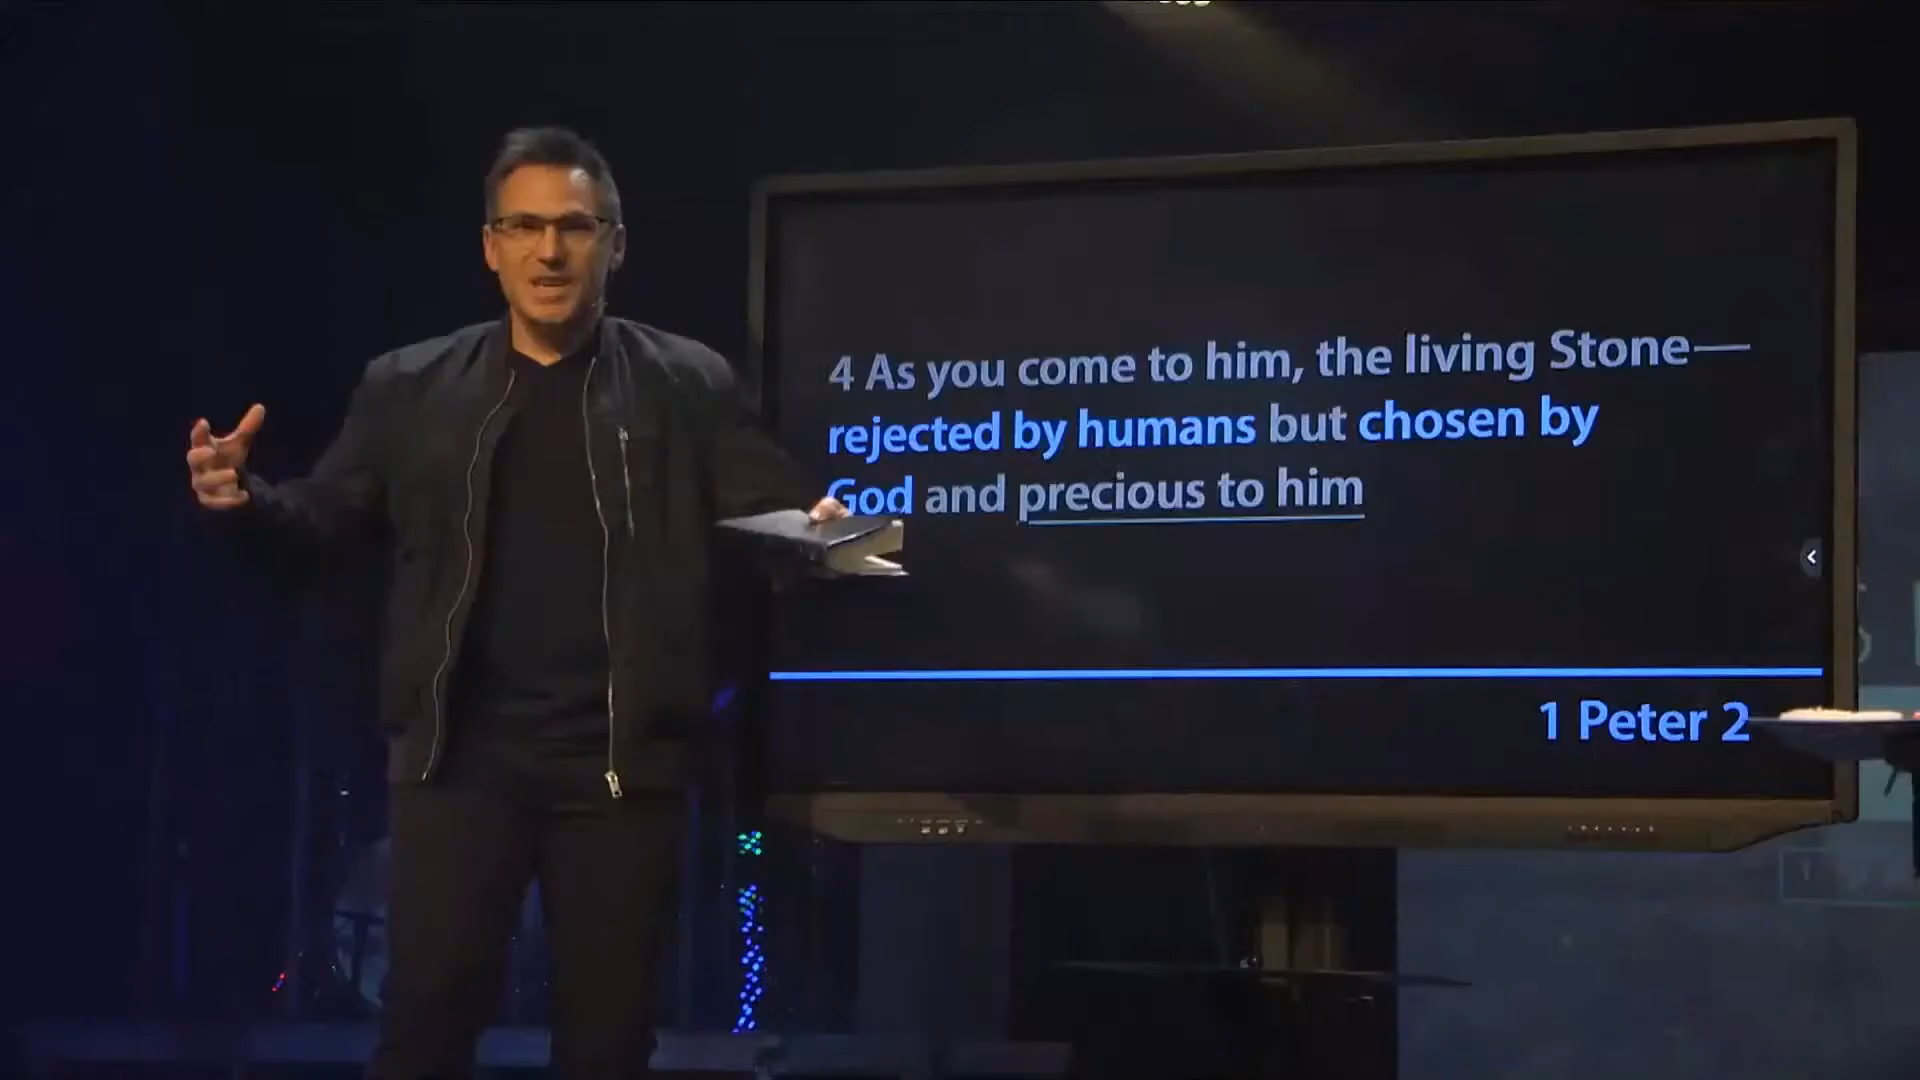 4 As you come to him, the living Stone—
rejected by humans but chosen by
God and precious to him
1 Peter 2